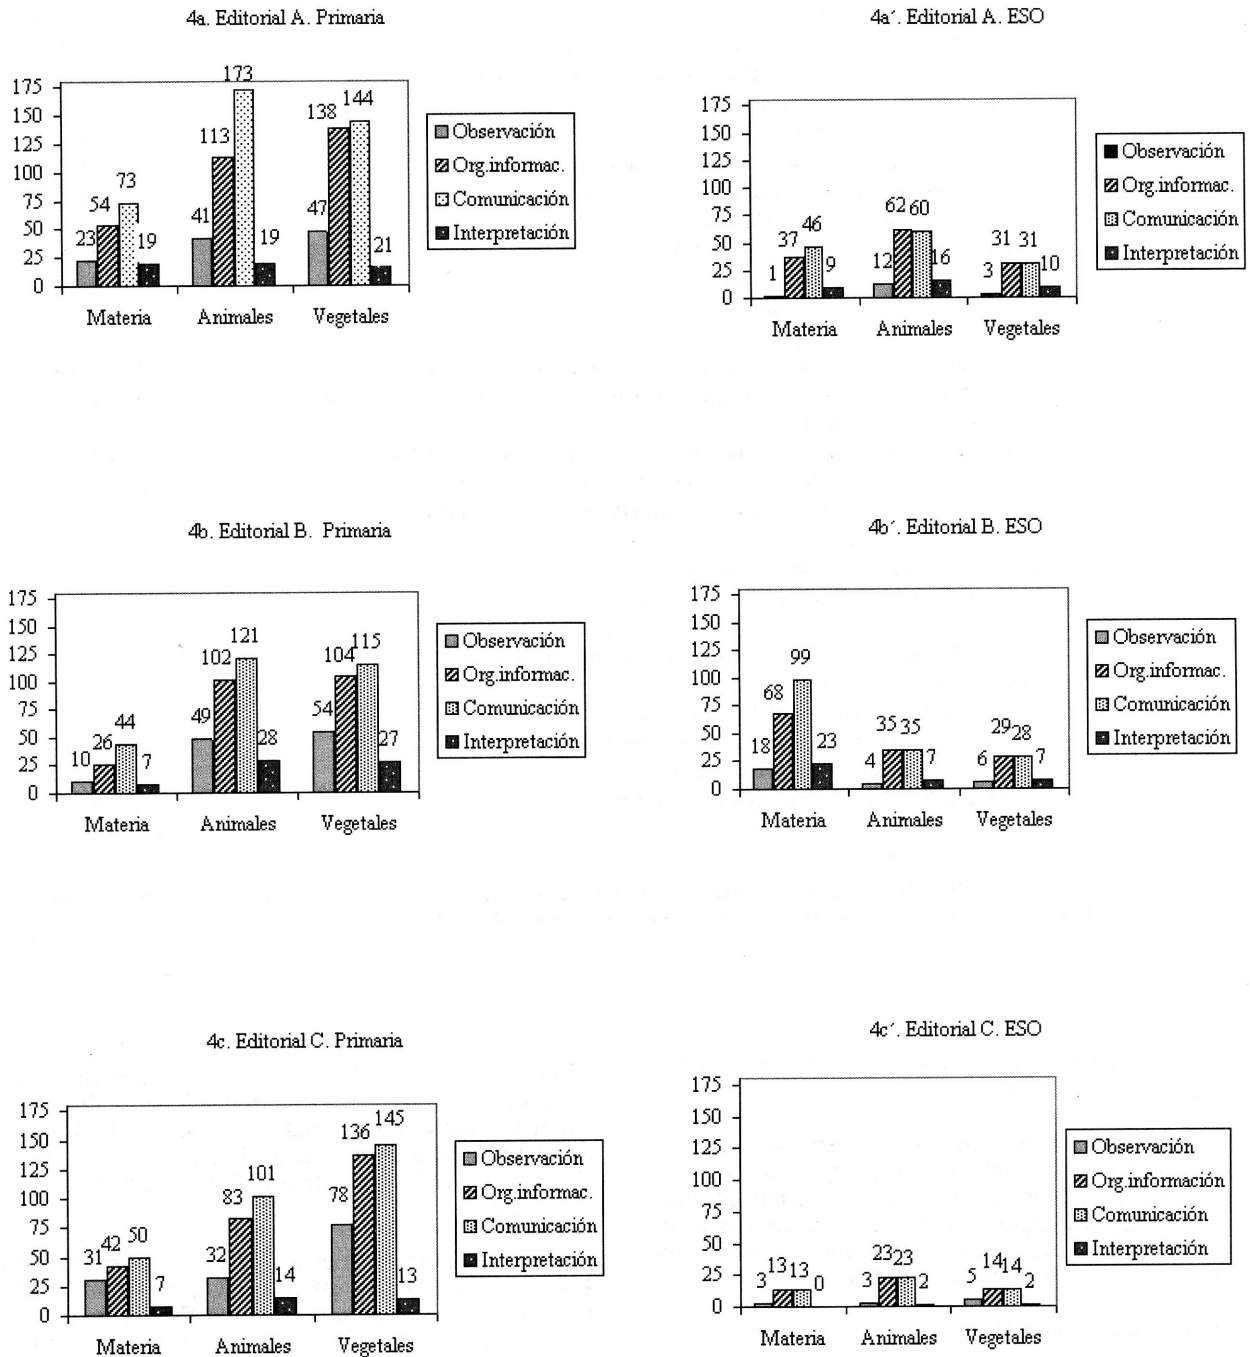 4a. Editorial A. Primaria
175
150
125
100
75
50
25
0
23 54 73 19
41 113 173 19
47 138 144 21
Materia Animales Vegetales
Observación
Org.informac.
Comunicación
Interpretación
4a´. Editorial A. ESO
175
150
125
100
75
50
25
0
1 37 46 9
12 62 60 16
3 31 31 10
Materia Animales Vegetales
Observación
Org.informac.
Comunicación
Interpretación
4b. Editorial B. Primaria
175
150
125
100
75
50
25
0
10 26 44 7
49 102 121 28
54 104 115 27
Materia Animales Vegetales
Observación
Org.informac.
Comunicación
Interpretación
4b´. Editorial B. ESO
175
150
125
100
75
50
25
0
18 68 99 23
4 35 35 7
6 29 28 7
Materia Animales Vegetales
Observación
Org.informac.
Comunicación
Interpretación
4c. Editorial C. Primaria
175
150
125
100
75
50
25
0
31 42 50 7
32 83 101 14
78 136 145 13
Materia Animales Vegetales
Observación
Org.informac.
Comunicación
Interpretación
4c´. Editorial C. ESO
175
150
125
100
75
50
25
0
3 13 13 0
3 23 23 2
5 14 14 2
Materia Animales Vegetales
Observación
Org.información
Comunicación
Interpretación